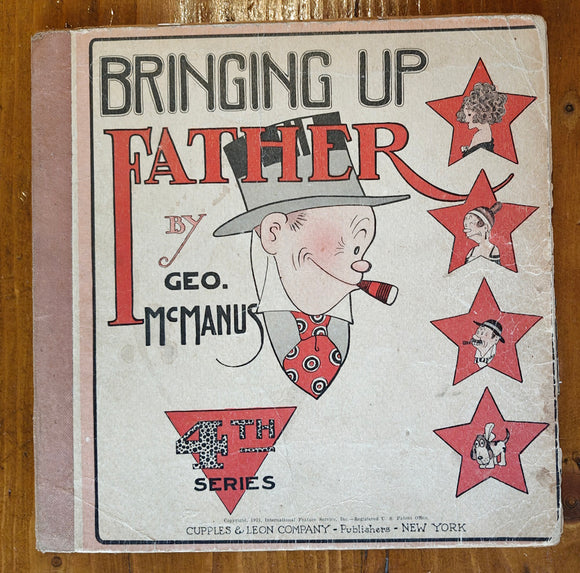 BRINGING UP
FATHER
BY
GEO.
McMANUS
4TH
SERIES
Copyright, 1921, International Feature Service, Inc.—Registered U. S. Patent Office.
CUPPLES & LEON COMPANY - Publishers - NEW YORK